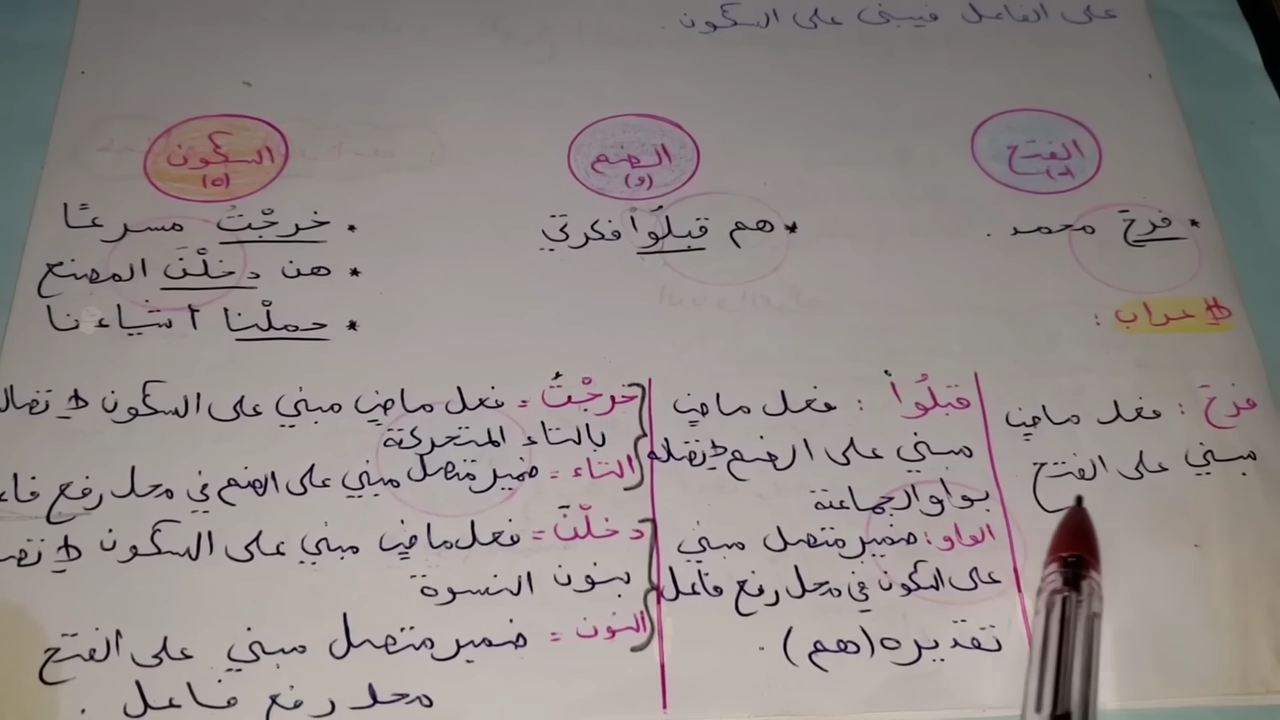 على الفاعل فيبنى على السكون.
الفتح
(َ)
الضم
(و)
السكون
(ه)
* فرحَ محمد.
* هم قبلُوا فكرتي
* خرجْتُ مسرعًا
* هن دخلْنَ المصنع
* حملْنا أشياءنا
الإعراب :
فرحَ : فعل ماضٍ
مبني على الفتح
قبلُوا : فعل ماضٍ
مبني على الضم لاتصاله
بواو الجماعة
الواو : ضمير متصل مبني
على السكون في محل رفع فاعل
تقديره (هم).
خرجْتُ = فعل ماضٍ مبني على السكون
بالتاء المتحركة
التاء = ضمير متصل مبني على الضم في محل رفع
دخلْنَ = فعل ماضٍ مبني على السكون
بنون النسوة
النون = ضمير متصل مبني على الفتح
محل رفع فاعل .